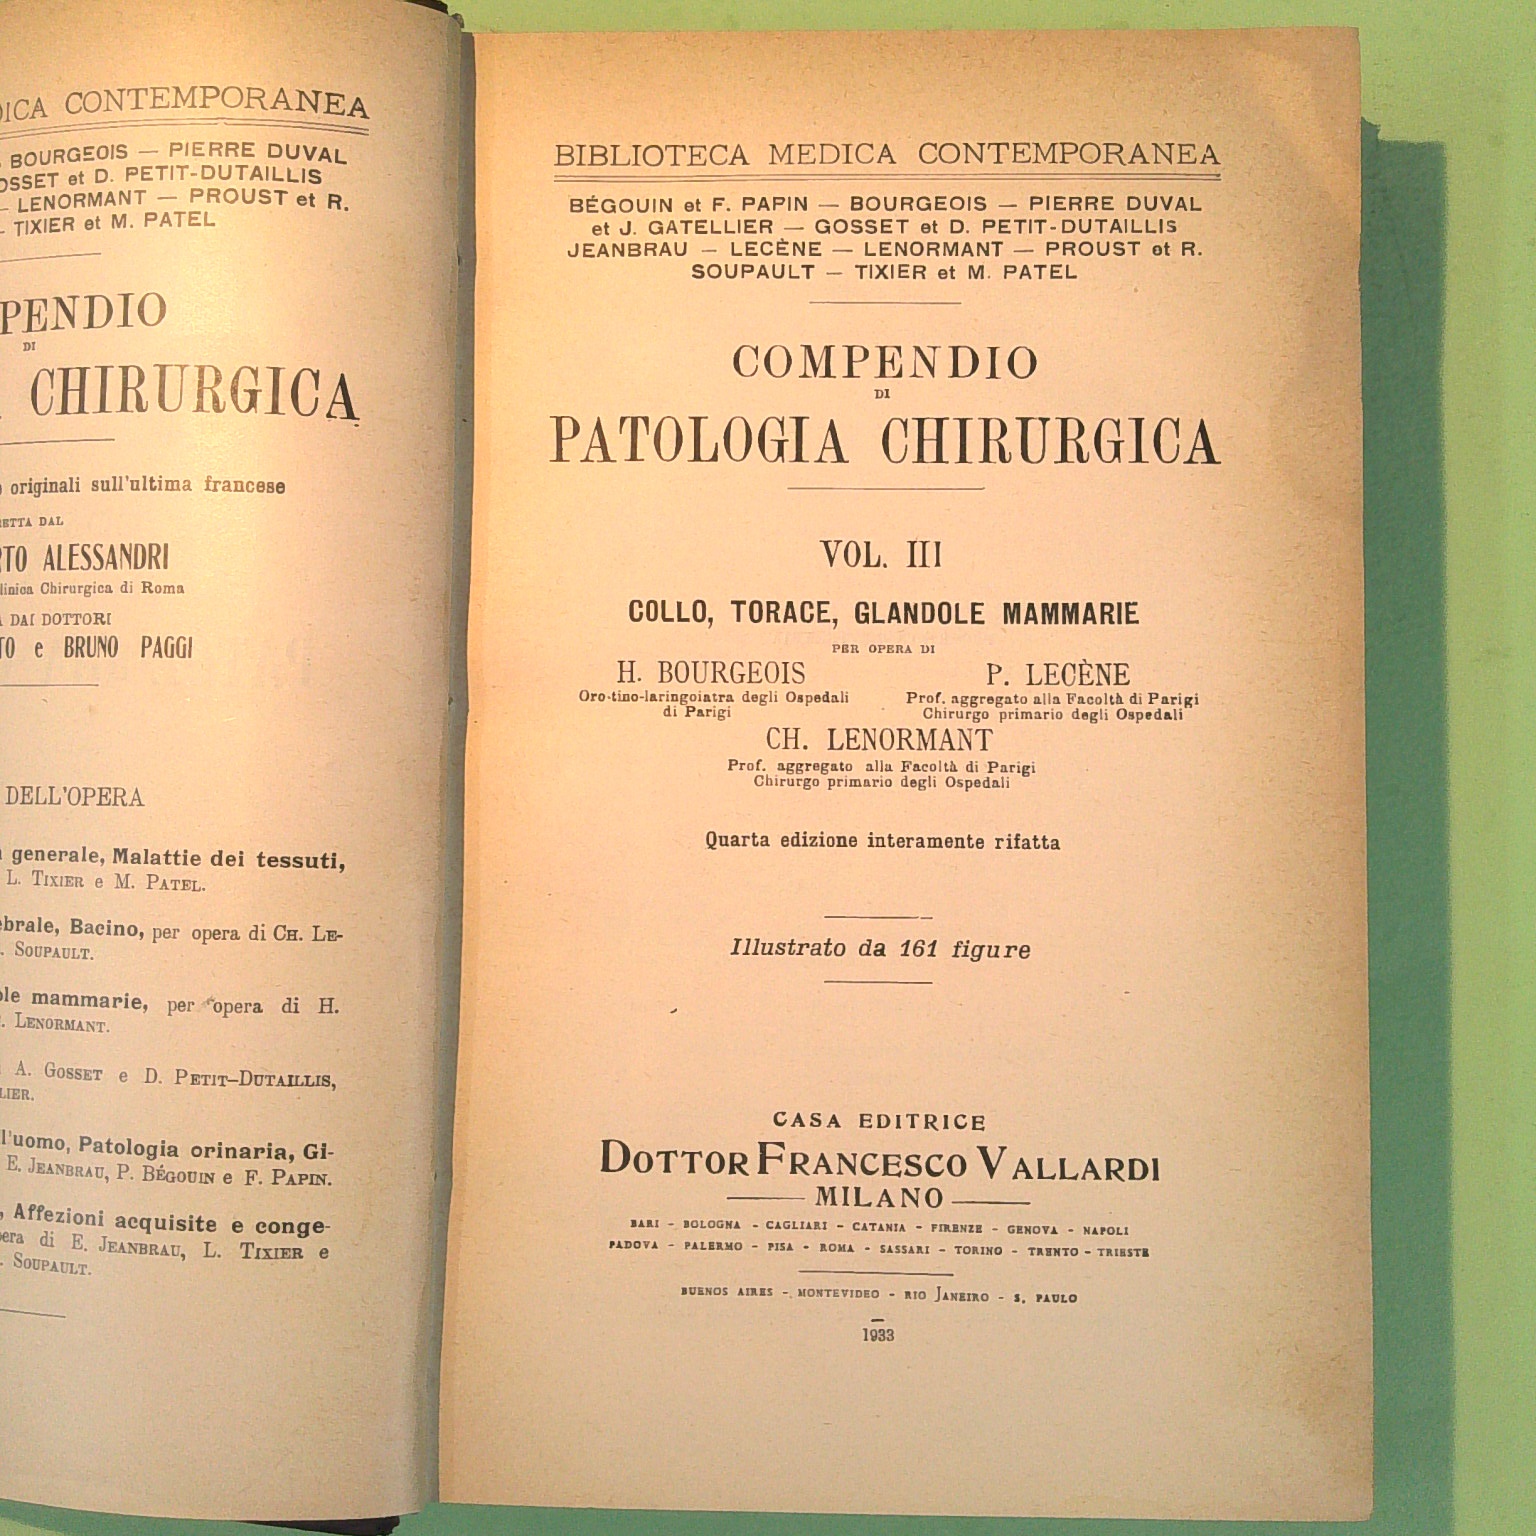 ICA CONTEMPORANEA
BOURGEOIS — PIERRE DUVAL
OSSET et D. PETIT-DUTAILLIS
— LENORMANT — PROUST et R.
TIXIER et M. PATEL
PENDIO
DI
CHIRURGICA
originali sull'ultima francese
ETTA DAL
RTO ALESSANDRI
linica Chirurgica di Roma
DAI DOTTORI
TO e BRUNO PAGGI
DELL'OPERA
generale, Malattie dei tessuti,
L. TIXIER e M. PATEL.
ebrale, Bacino, per opera di CH. LE-
SOUPAULT.
ole mammarie, per opera di H.
LENORMANT.
A. GOSSET e D. PETIT-DUTAILLIS,
LIER.
l'uomo, Patologia orinaria, Gi-
E. JEANBRAU, P. BÉGOUIN e F. PAPIN.
, Affezioni acquisite e conge-
era di E. JEANBRAU, L. TIXIER e
SOUPAULT.
BIBLIOTECA MEDICA CONTEMPORANEA
BÉGOUIN et F. PAPIN — BOURGEOIS — PIERRE DUVAL
et J. GATELLIER — GOSSET et D. PETIT-DUTAILLIS
JEANBRAU — LECÈNE — LENORMANT — PROUST et R.
SOUPAULT — TIXIER et M. PATEL
COMPENDIO
DI
PATOLOGIA CHIRURGICA
VOL. III
COLLO, TORACE, GLANDOLE MAMMARIE
PER OPERA DI
H. BOURGEOIS P. LECÈNE
Oro-tino-laringoiatra degli Ospedali Prof. aggregato alla Facoltà di Parigi
di Parigi Chirurgo primario degli Ospedali
CH. LENORMANT
Prof. aggregato alla Facoltà di Parigi
Chirurgo primario degli Ospedali
Quarta edizione interamente rifatta
Illustrato da 161 figure
CASA EDITRICE
DOTTOR FRANCESCO VALLARDI
MILANO
BARI - BOLOGNA - CAGLIARI - CATANIA - FIRENZE - GENOVA - NAPOLI
PADOVA - PALERMO - PISA - ROMA - SASSARI - TORINO - TRENTO - TRIESTE
BUENOS AIRES - MONTEVIDEO - RIO JANEIRO - S. PAULO
1933